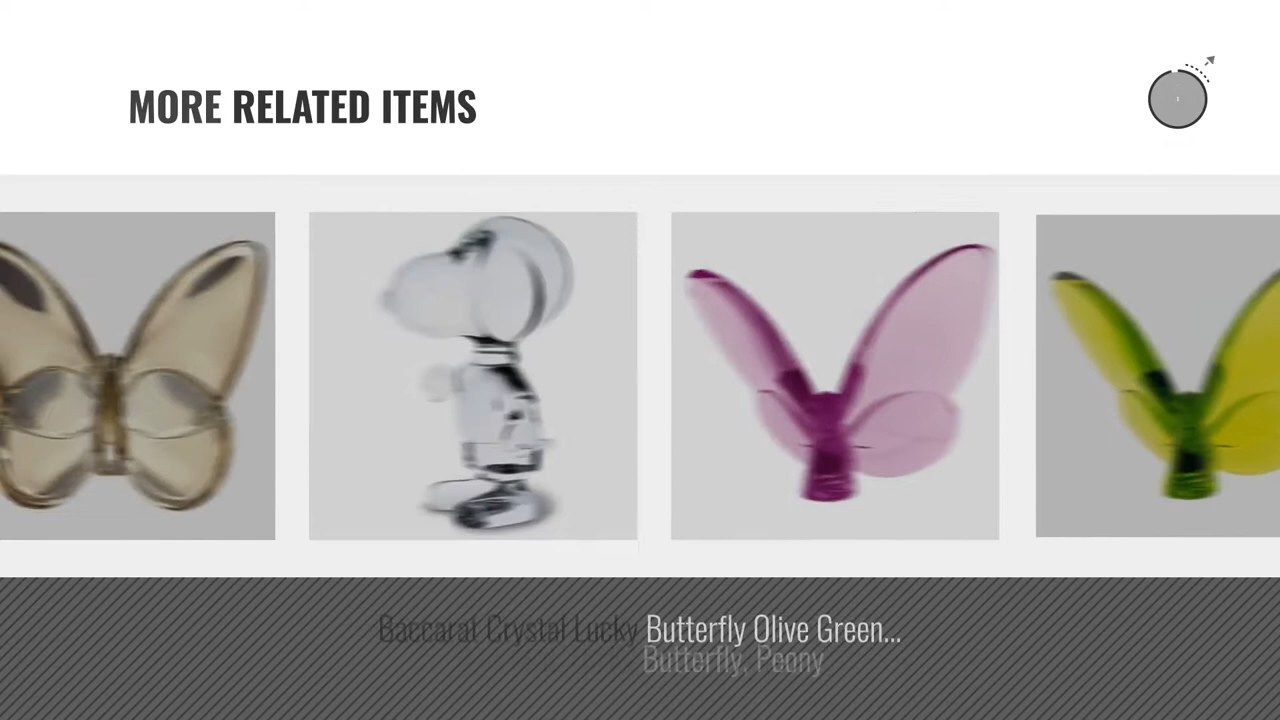 MORE RELATED ITEMS
Baccarat Crystal Lucky Butterfly Olive Green...
Butterfly, Peony